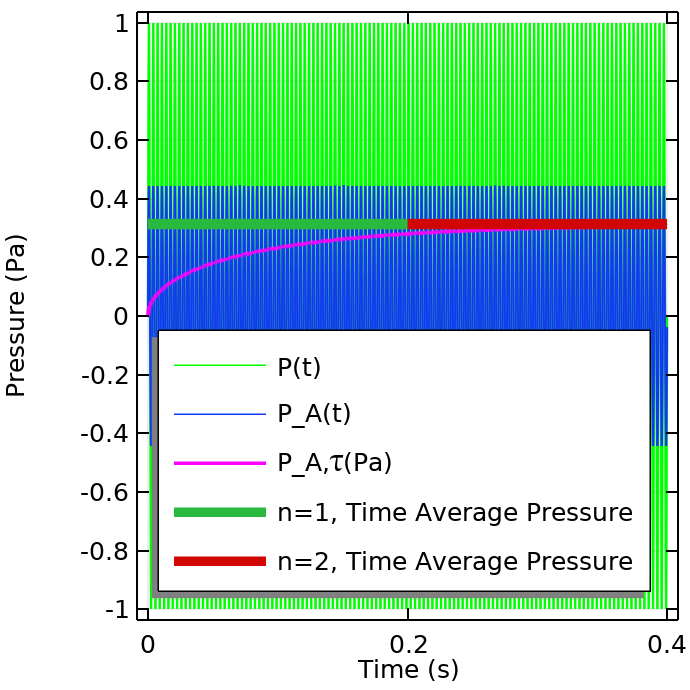 1
0.8
0.6
0.4
0.2
0
-0.2
-0.4
-0.6
-0.8
-1
Pressure (Pa)
P(t)
P_A(t)
P_A,τ(Pa)
n=1, Time Average Pressure
n=2, Time Average Pressure
0 0.2 0.4
Time (s)